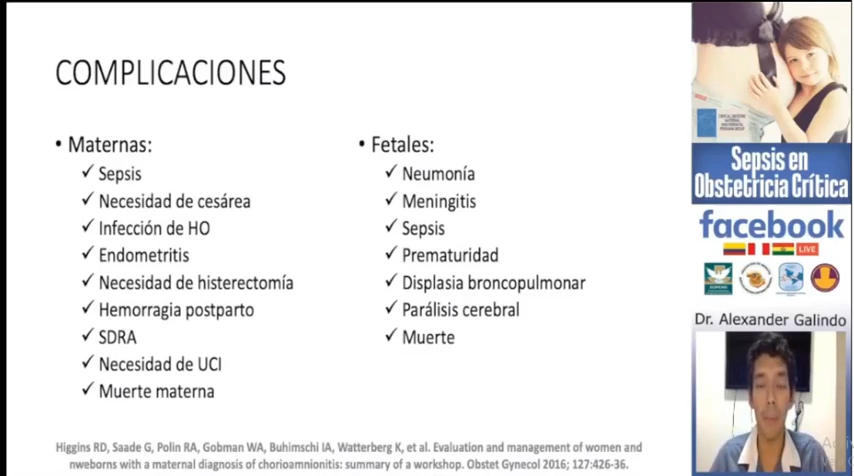 COMPLICACIONES
• Maternas:
✓ Sepsis
✓ Necesidad de cesárea
✓ Infección de HO
✓ Endometritis
✓ Necesidad de histerectomía
✓ Hemorragia postparto
✓ SDRA
✓ Necesidad de UCI
✓ Muerte materna
• Fetales:
✓ Neumonía
✓ Meningitis
✓ Sepsis
✓ Prematuridad
✓ Displasia broncopulmonar
✓ Parálisis cerebral
✓ Muerte
Higgins RD, Saade G, Polin RA, Gobman WA, Buhimschi IA, Watterberg K, et al. Evaluation and management of women and
nweborns with a maternal diagnosis of chorioamnionitis: summary of a workshop. Obstet Gynecol 2016; 127:426-36.
Sepsis en
Obstetricia Crítica
facebook
LIVE
Dr. Alexander Galindo